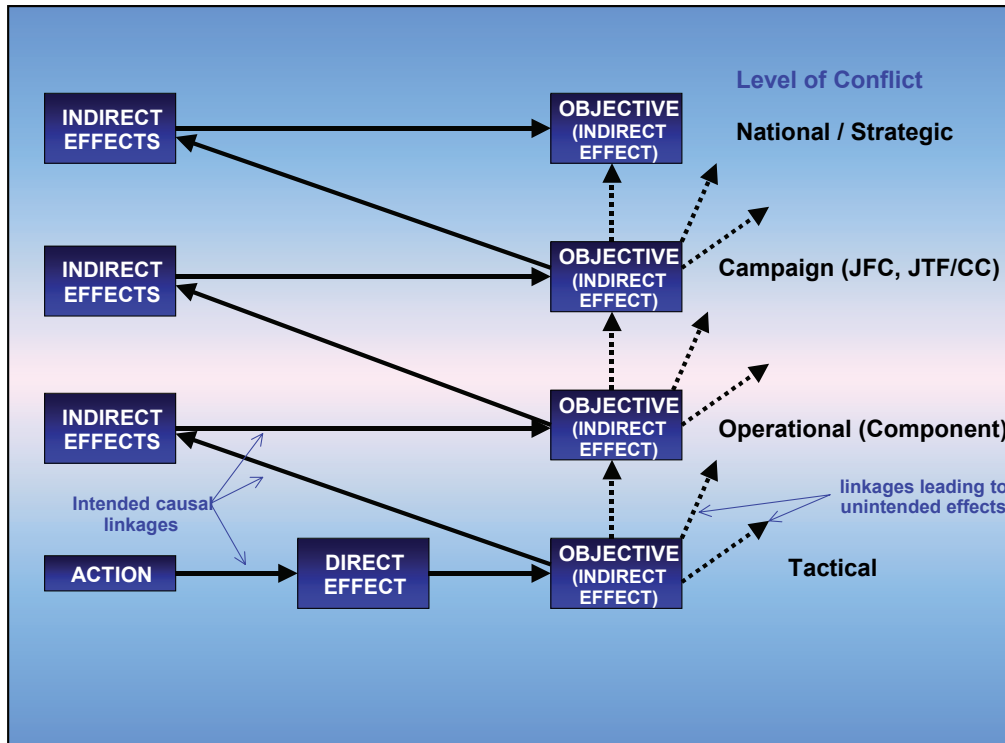 Level of Conflict
INDIRECT
EFFECTS
OBJECTIVE
(INDIRECT
EFFECT)
National / Strategic
INDIRECT
EFFECTS
OBJECTIVE
(INDIRECT
EFFECT)
Campaign (JFC, JTF/CC)
INDIRECT
EFFECTS
OBJECTIVE
(INDIRECT
EFFECT)
Operational (Component)
Intended causal
linkages
linkages leading to
unintended effects
ACTION
DIRECT
EFFECT
OBJECTIVE
(INDIRECT
EFFECT)
Tactical